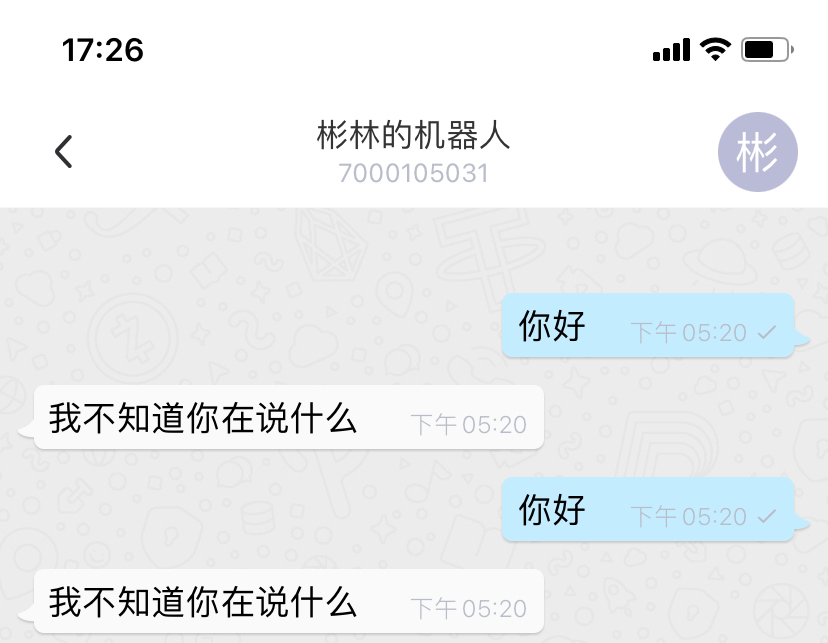 17:26
彬林的机器人
7000105031
彬
你好 下午 05:20
我不知道你在说什么 下午 05:20
你好 下午 05:20
我不知道你在说什么 下午 05:20